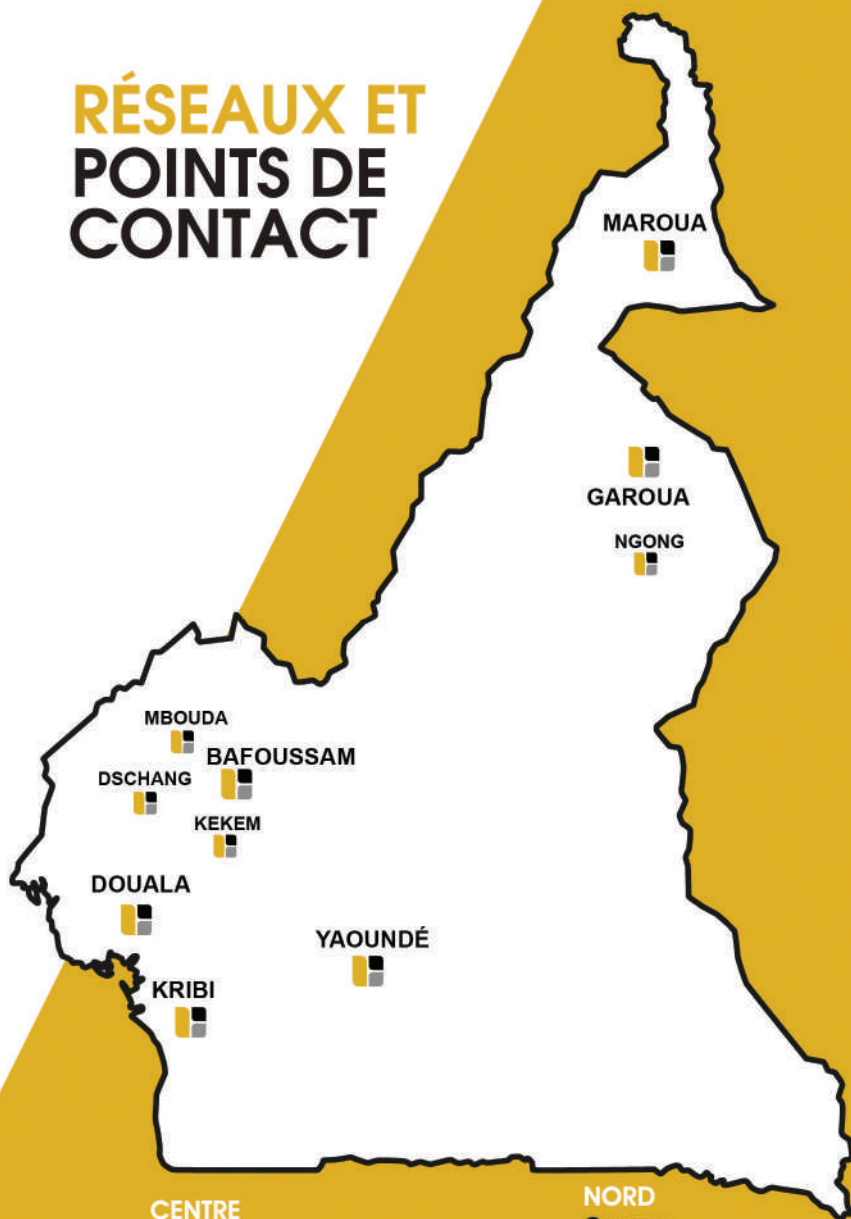 RÉSEAUX ET
POINTS DE
CONTACT
MAROUA
GAROUA
NGONG
MBOUDA
BAFOUSSAM
DSCHANG
KEKEM
DOUALA
YAOUNDÉ
KRIBI
CENTRE
NORD